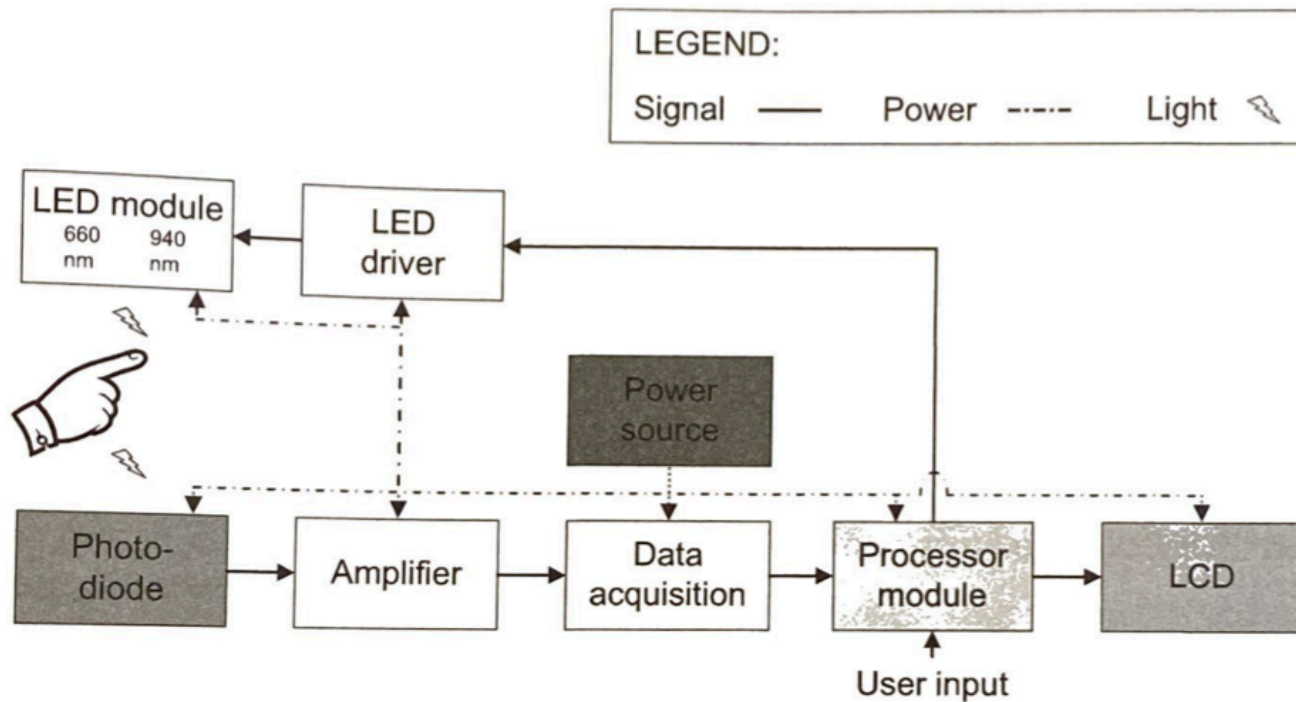 LEGEND:
Signal Power Light
LED module
660 940
nm nm
LED
driver
Power
source
Photo-
diode
Amplifier
Data
acquisition
Processor
module
LCD
User input